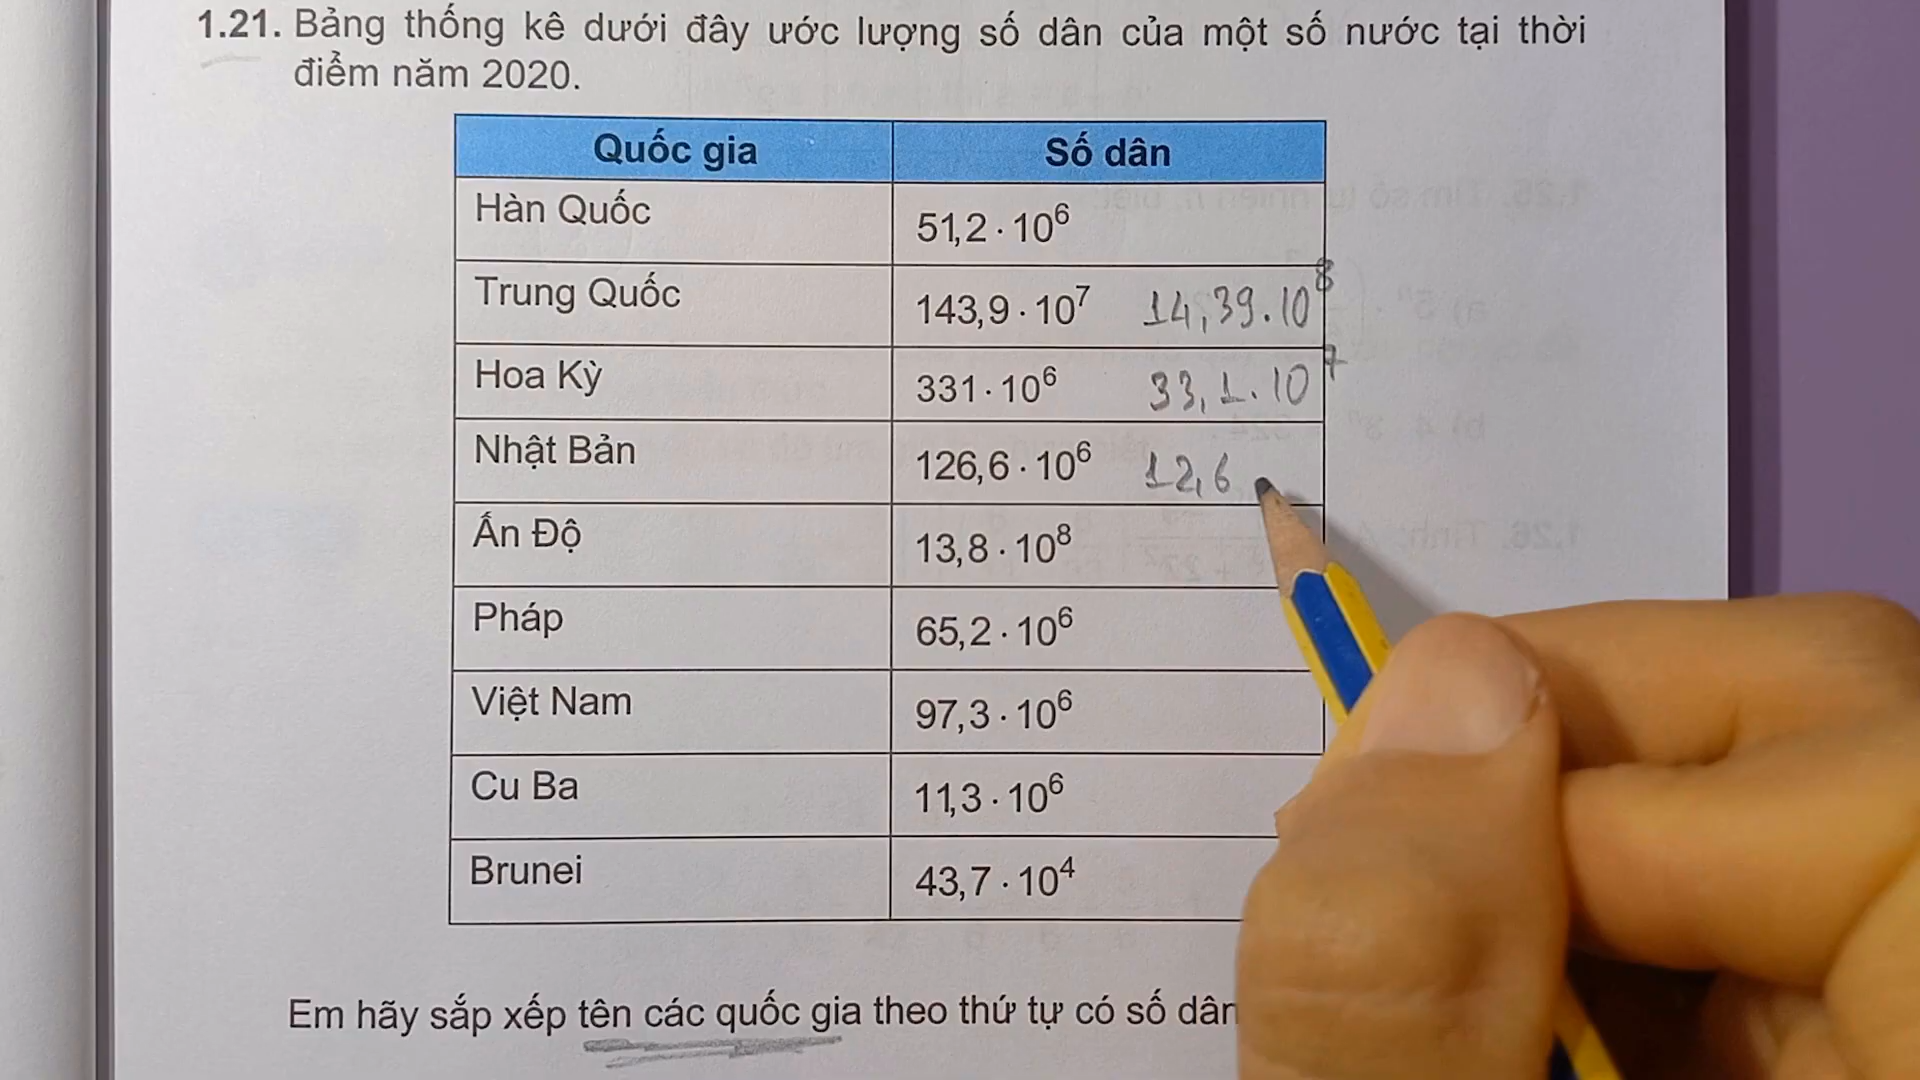 1.21. Bảng thống kê dưới đây ước lượng số dân của một số nước tại thời
điểm năm 2020.
Quốc gia Số dân
Hàn Quốc 51,2 · 10⁶
Trung Quốc 143,9 · 10⁷ 14,39.10⁸
Hoa Kỳ 331 · 10⁶ 33,1.10⁷
Nhật Bản 126,6 · 10⁶ 12,6
Ấn Độ 13,8 · 10⁸
Pháp 65,2 · 10⁶
Việt Nam 97,3 · 10⁶
Cu Ba 11,3 · 10⁶
Brunei 43,7 · 10⁴
Em hãy sắp xếp tên các quốc gia theo thứ tự có số dân